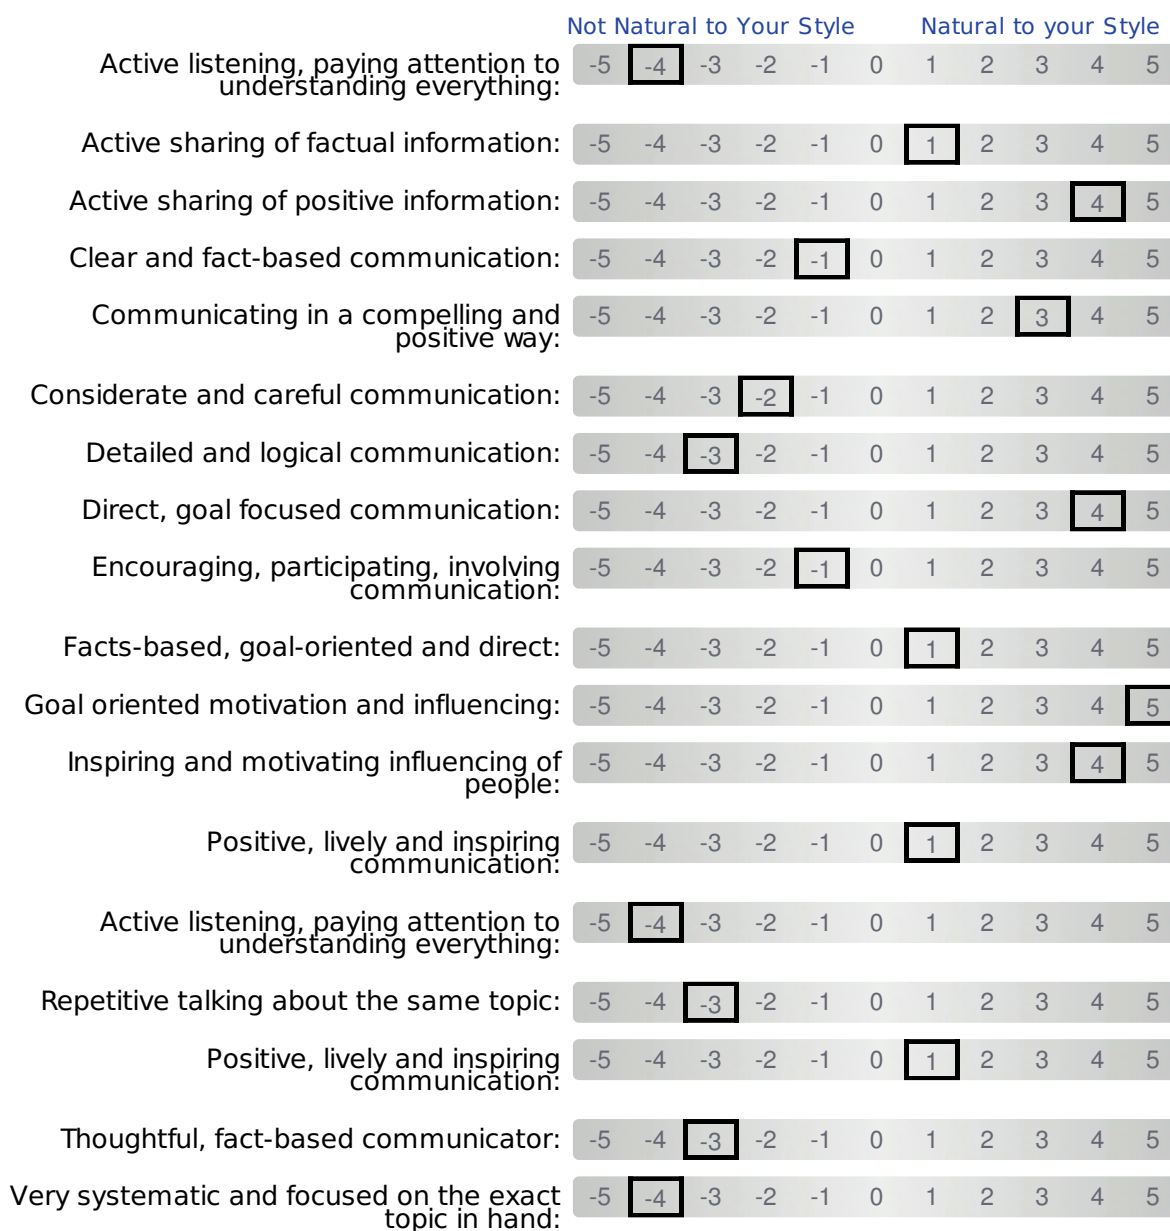 Not Natural to Your Style Natural to your Style
Active listening, paying attention to
understanding everything:
-5 -4 -3 -2 -1 0 1 2 3 4 5
Active sharing of factual information: -5 -4 -3 -2 -1 0 1 2 3 4 5
Active sharing of positive information: -5 -4 -3 -2 -1 0 1 2 3 4 5
Clear and fact-based communication: -5 -4 -3 -2 -1 0 1 2 3 4 5
Communicating in a compelling and
positive way:
-5 -4 -3 -2 -1 0 1 2 3 4 5
Considerate and careful communication: -5 -4 -3 -2 -1 0 1 2 3 4 5
Detailed and logical communication: -5 -4 -3 -2 -1 0 1 2 3 4 5
Direct, goal focused communication: -5 -4 -3 -2 -1 0 1 2 3 4 5
Encouraging, participating, involving
communication:
-5 -4 -3 -2 -1 0 1 2 3 4 5
Facts-based, goal-oriented and direct: -5 -4 -3 -2 -1 0 1 2 3 4 5
Goal oriented motivation and influencing: -5 -4 -3 -2 -1 0 1 2 3 4 5
Inspiring and motivating influencing of
people:
-5 -4 -3 -2 -1 0 1 2 3 4 5
Positive, lively and inspiring
communication:
-5 -4 -3 -2 -1 0 1 2 3 4 5
Active listening, paying attention to
understanding everything:
-5 -4 -3 -2 -1 0 1 2 3 4 5
Repetitive talking about the same topic: -5 -4 -3 -2 -1 0 1 2 3 4 5
Positive, lively and inspiring
communication:
-5 -4 -3 -2 -1 0 1 2 3 4 5
Thoughtful, fact-based communicator: -5 -4 -3 -2 -1 0 1 2 3 4 5
Very systematic and focused on the exact
topic in hand:
-5 -4 -3 -2 -1 0 1 2 3 4 5